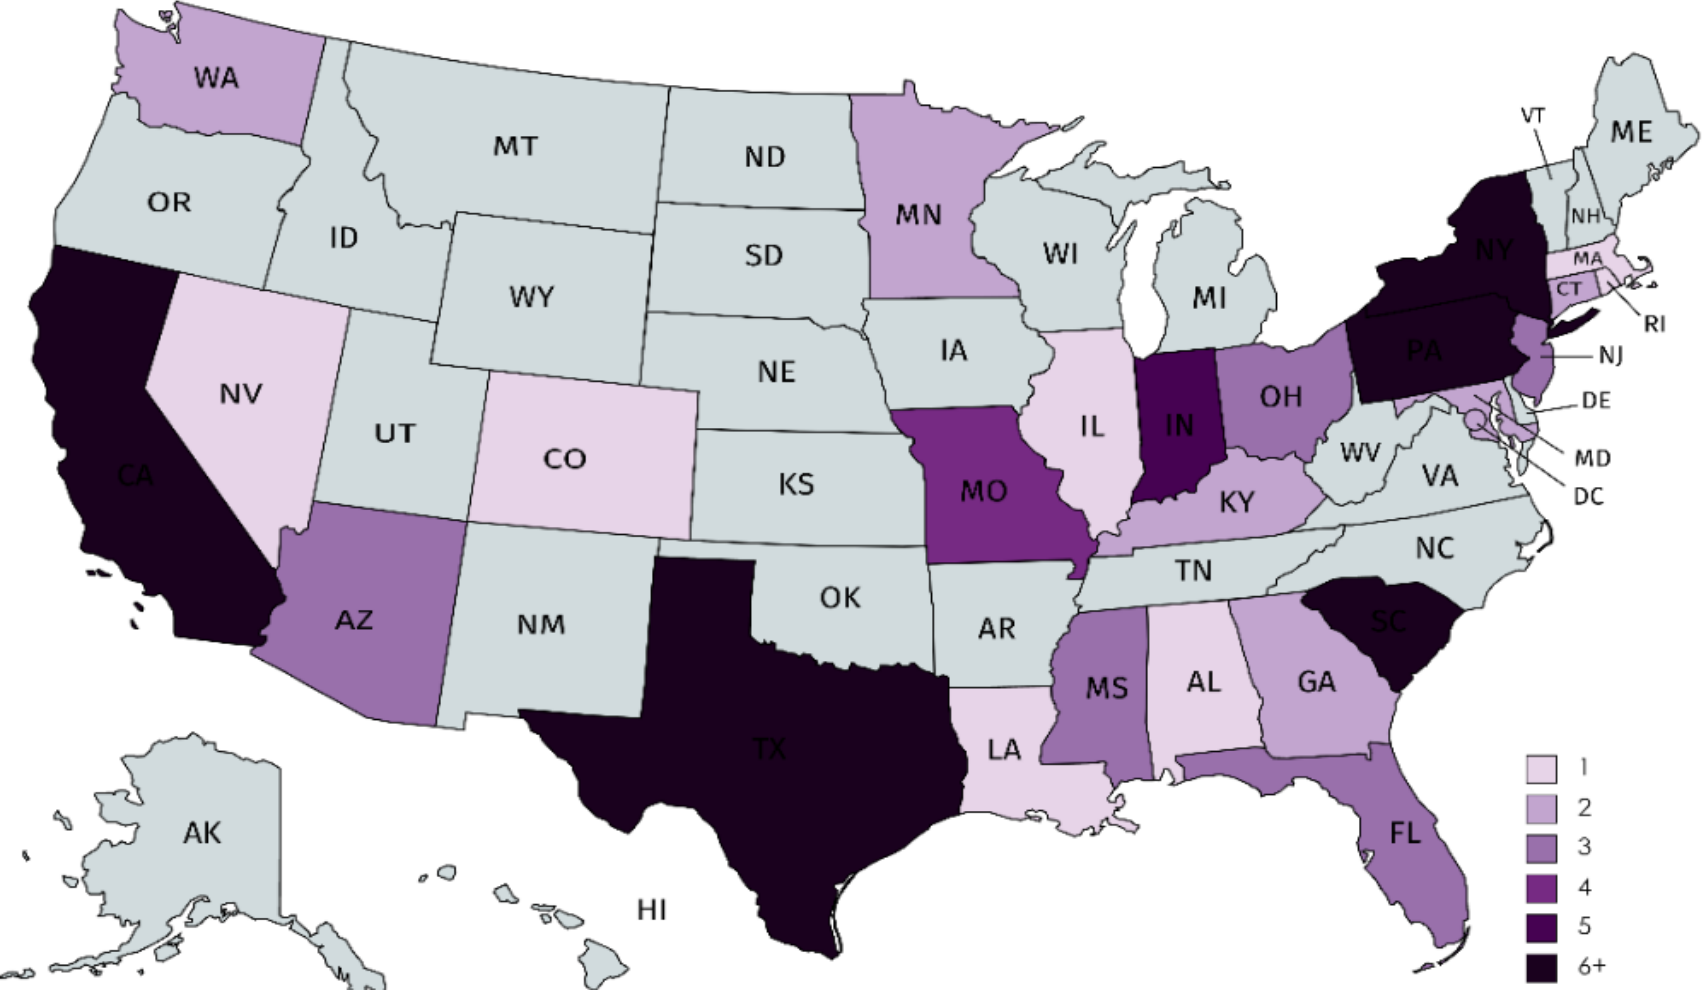 WA
MT
ND
MN
VT
ME
OR
ID
SD
WI
NH
NY
WY
MI
MA
CT
RI
IA
PA
NJ
NE
NV
OH
DE
UT
CO
IL
IN
WV
MD
CA
KS
MO
KY
VA
DC
NC
TN
OK
AR
SC
AZ
NM
MS
AL
GA
TX
LA
1
2
FL
3
AK
4
HI
5
6+